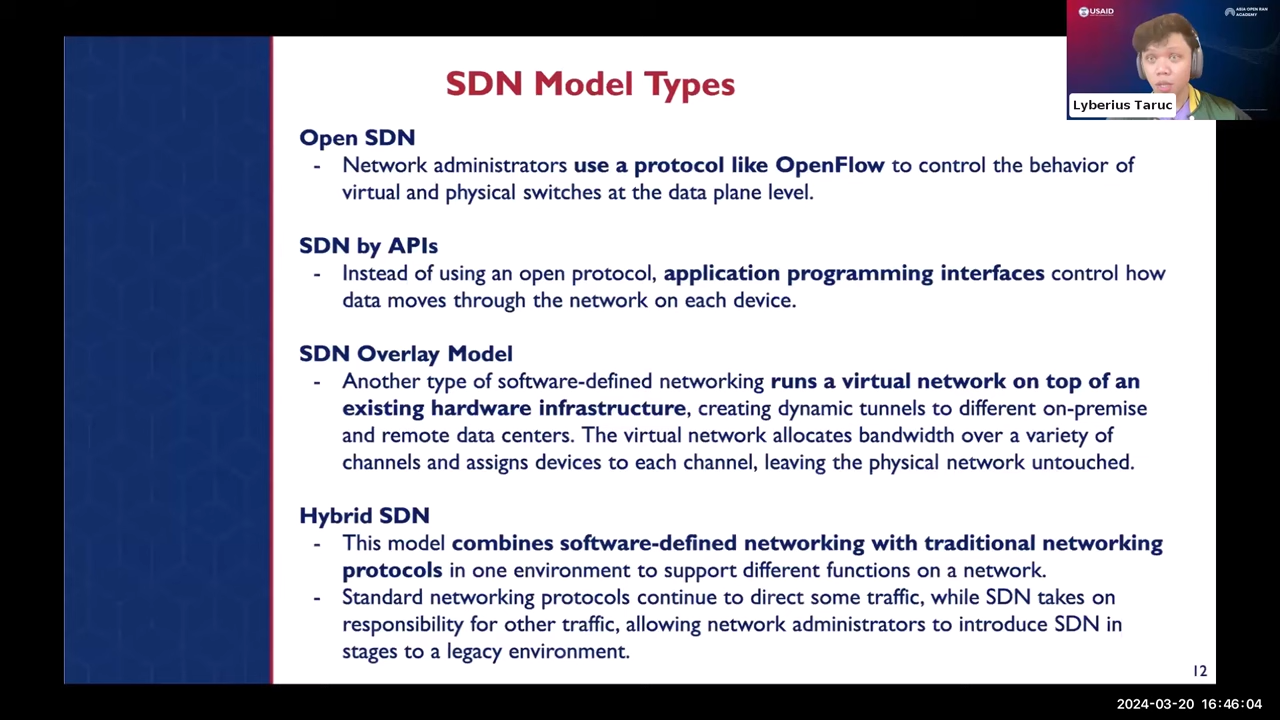 USAID
ASIA OPEN RAN
ACADEMY
Lyberius Taruc
SDN Model Types
Open SDN
- Network administrators use a protocol like OpenFlow to control the behavior of
virtual and physical switches at the data plane level.
SDN by APIs
- Instead of using an open protocol, application programming interfaces control how
data moves through the network on each device.
SDN Overlay Model
- Another type of software-defined networking runs a virtual network on top of an
existing hardware infrastructure, creating dynamic tunnels to different on-premise
and remote data centers. The virtual network allocates bandwidth over a variety of
channels and assigns devices to each channel, leaving the physical network untouched.
Hybrid SDN
- This model combines software-defined networking with traditional networking
protocols in one environment to support different functions on a network.
- Standard networking protocols continue to direct some traffic, while SDN takes on
responsibility for other traffic, allowing network administrators to introduce SDN in
stages to a legacy environment.
12
2024-03-20 16:46:04